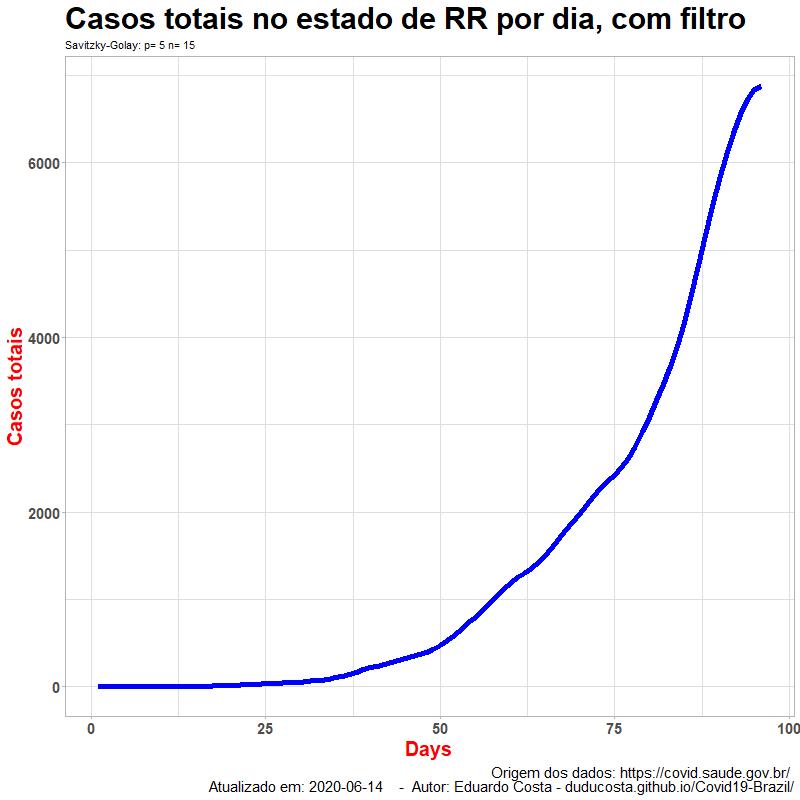 Casos totais no estado de RR por dia, com filtro
Savitzky-Golay: p= 5 n= 15
Casos totais
6000
4000
2000
0
0 25 50 75 100
Days
Origem dos dados: https://covid.saude.gov.br/
Atualizado em: 2020-06-14 - Autor: Eduardo Costa - duducosta.github.io/Covid19-Brazil/